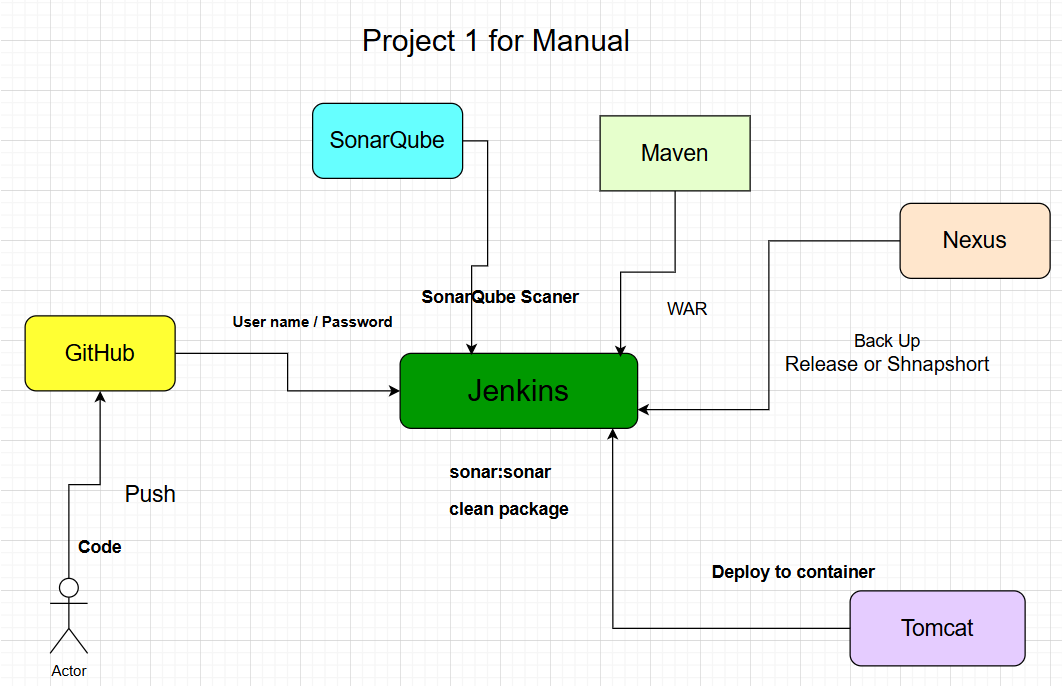 Project 1 for Manual
SonarQube
Maven
Nexus
SonarQube Scaner
WAR
User name / Password
Back Up
Release or Shnapshort
GitHub
Jenkins
sonar:sonar
clean package
Push
Code
Deploy to container
Tomcat
Actor